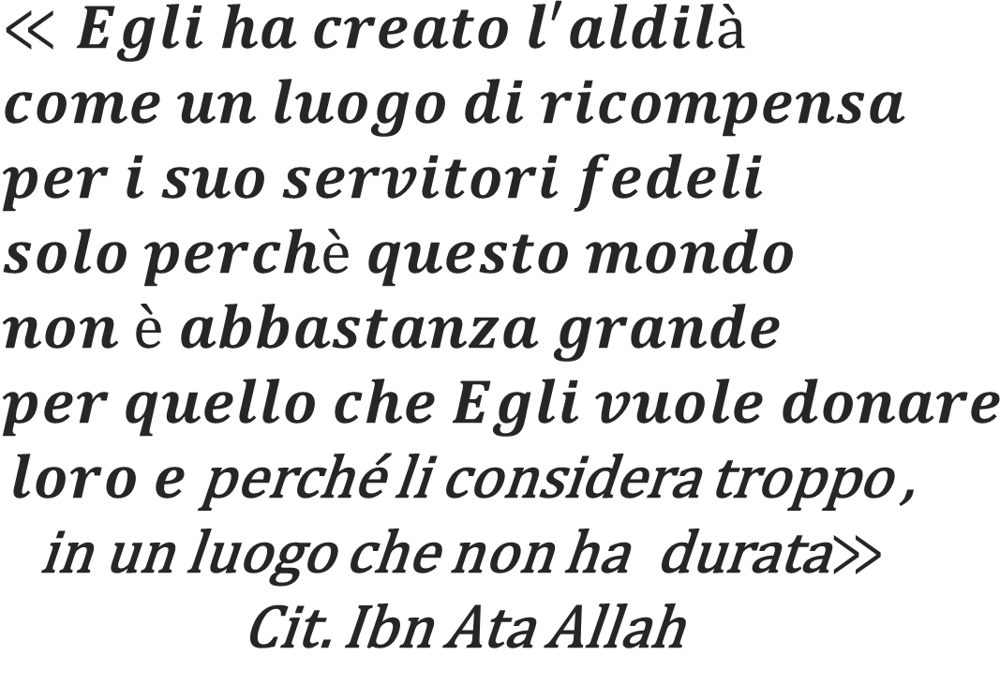 ≪ Egli ha creato l′aldilà
come un luogo di ricompensa
per i suo servitori fedeli
solo perchè questo mondo
non è abbastanza grande
per quello che Egli vuole donare
loro e perché li considera troppo ,
in un luogo che non ha durata≫
Cit. Ibn Ata Allah